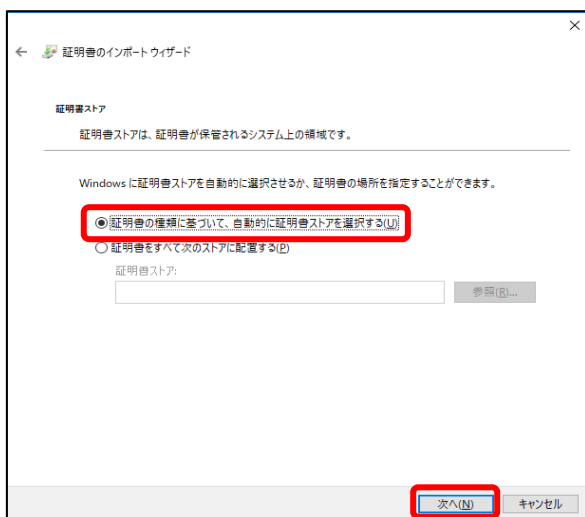 証明書のインポート ウィザード
証明書ストア
証明書ストアは、証明書が保管されるシステム上の領域です。
Windows に証明書ストアを自動的に選択させるか、証明書の場所を指定することができます。
証明書の種類に基づいて、自動的に証明書ストアを選択する(U)
証明書をすべて次のストアに配置する(P)
証明書ストア:
参照(R)...
次へ(N)
キャンセル